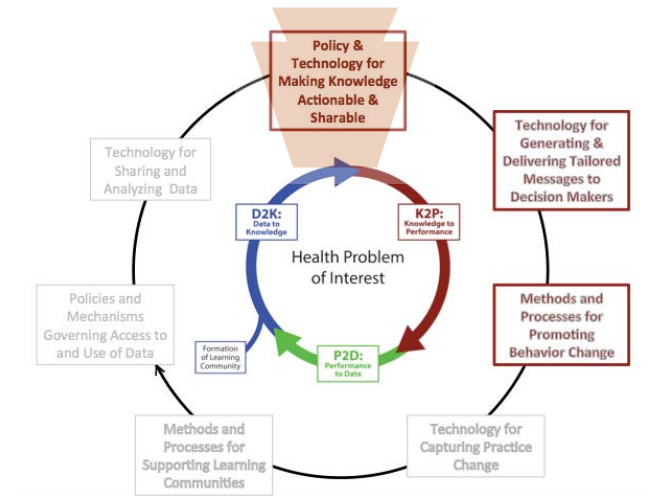 Policy &
Technology for
Making Knowledge
Actionable &
Sharable
Technology for
Generating &
Delivering Tailored
Messages to
Decision Makers
Technology for
Sharing and
Analyzing Data
D2K:
Data to
Knowledge
K2P:
Knowledge to
Performance
Health Problem
of Interest
Policies and
Mechanisms
Governing Access to
and Use of Data
Methods and
Processes for
Promoting
Behavior Change
Formation
of Learning
Community
P2D:
Performance
to Data
Methods and
Processes for
Supporting Learning
Communities
Technology for
Capturing Practice
Change